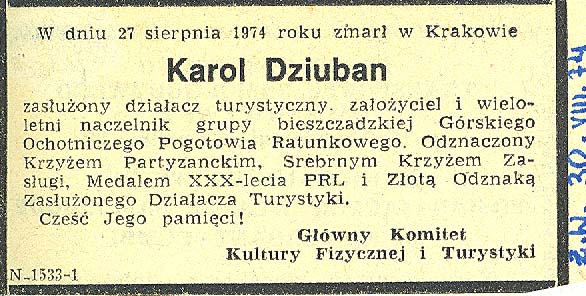 W dniu 27 sierpnia 1974 roku zmarł w Krakowie
Karol Dziuban
zasłużony działacz turystyczny. założyciel i wielo-
letni naczelnik grupy bieszczadzkiej Górskiego
Ochotniczego Pogotowia Ratunkowego. Odznaczony
Krzyżem Partyzanckim, Srebrnym Krzyżem Za-
sługi, Medalem XXX-lecia PRL i Złotą Odznaką
Zasłużonego Działacza Turystyki.
Cześć Jego pamięci!
Główny Komitet
Kultury Fizycznej i Turystyki
N-1533-1
30. VIII. 74